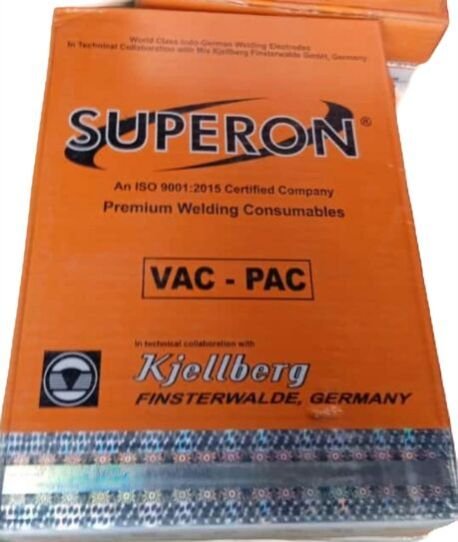 World Class Indo-German Welding Electrodes
In Technical Collaboration with M/s Kjellberg Finsterwalde GmbH, Germany
SUPERON®
An ISO 9001:2015 Certified Company
Premium Welding Consumables
VAC - PAC
In technical collaboration with
Kjellberg
FINSTERWALDE, GERMANY